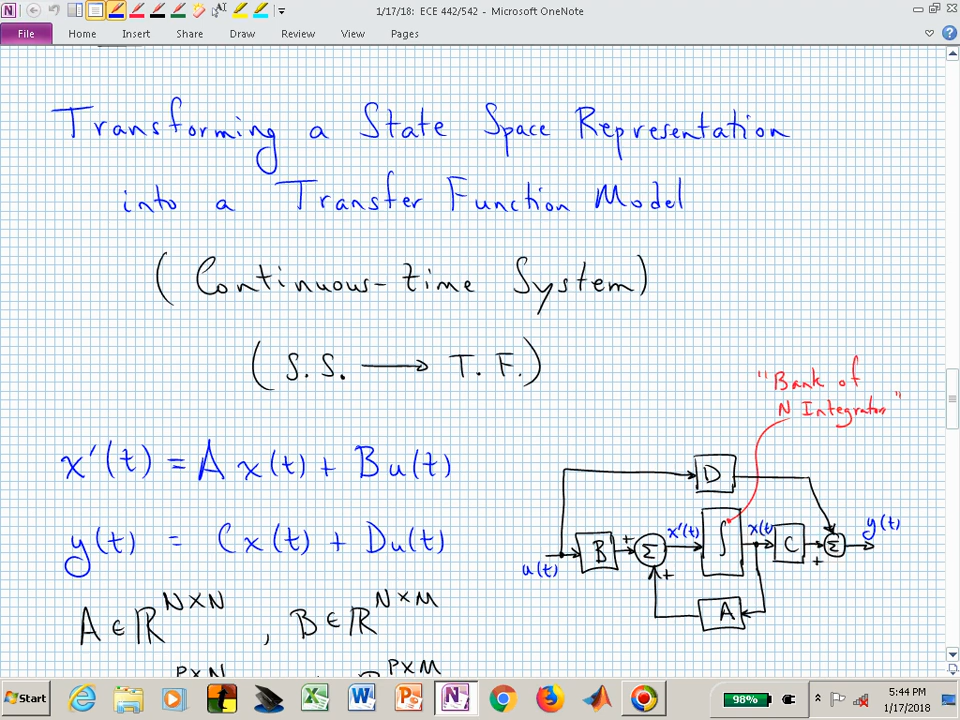 1/17/18: ECE 442/542 - Microsoft OneNote
File Home Insert Share Draw Review View Pages
Transforming a State Space Representation
into a Transfer Function Model
(Continuous-time System)
(S.S. ⟶ T.F.)
"Bank of
N Integrators"
x'(t) = A x(t) + B u(t)
y(t) = C x(t) + D u(t)
D
u(t) B + Σ x'(t) ∫ x(t) C + Σ y(t)
+
A
A ∈ ℝ^{N×N}, B ∈ ℝ^{N×M}
P×N P×M
Start
98%
5:44 PM
1/17/2018